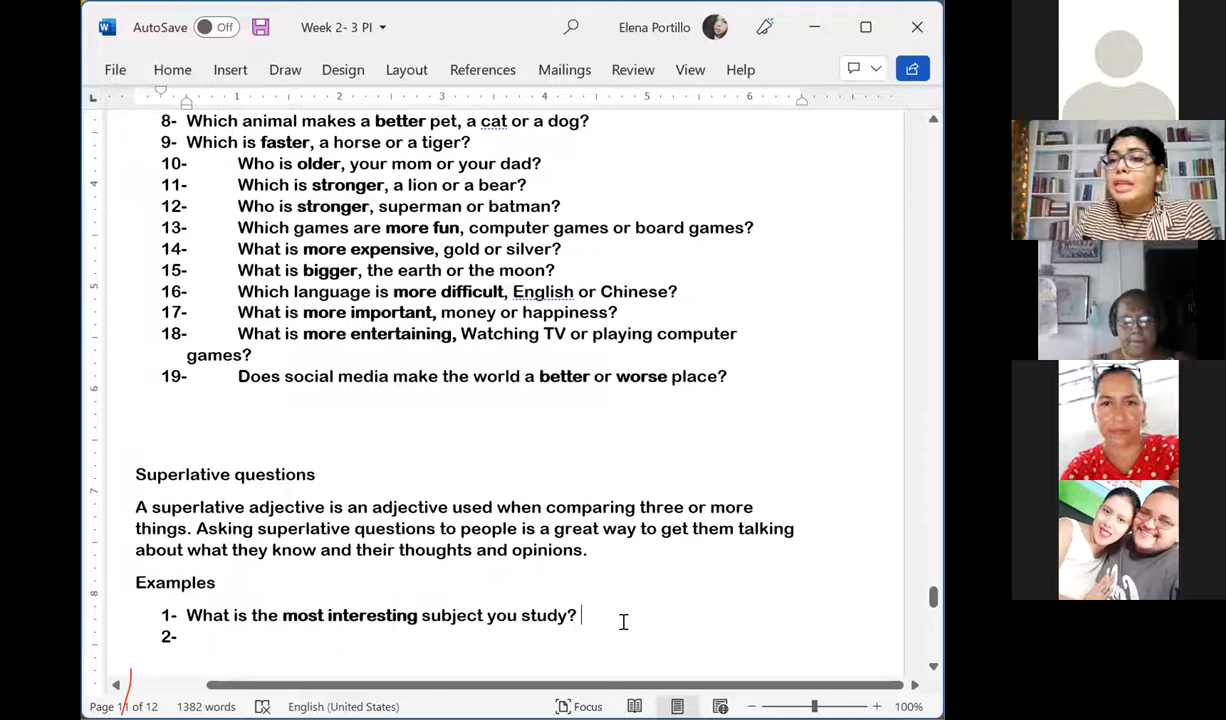 AutoSave Off Week 2- 3 PI Elena Portillo
File Home Insert Draw Design Layout References Mailings Review View Help
1 2 3 4 5 6 7
8- Which animal makes a better pet, a cat or a dog?
9- Which is faster, a horse or a tiger?
10- Who is older, your mom or your dad?
11- Which is stronger, a lion or a bear?
12- Who is stronger, superman or batman?
13- Which games are more fun, computer games or board games?
14- What is more expensive, gold or silver?
15- What is bigger, the earth or the moon?
16- Which language is more difficult, English or Chinese?
17- What is more important, money or happiness?
18- What is more entertaining, Watching TV or playing computer
games?
19- Does social media make the world a better or worse place?
Superlative questions
A superlative adjective is an adjective used when comparing three or more
things. Asking superlative questions to people is a great way to get them talking
about what they know and their thoughts and opinions.
Examples
1- What is the most interesting subject you study?
2-
Page 11 of 12 1382 words English (United States) Focus 100%